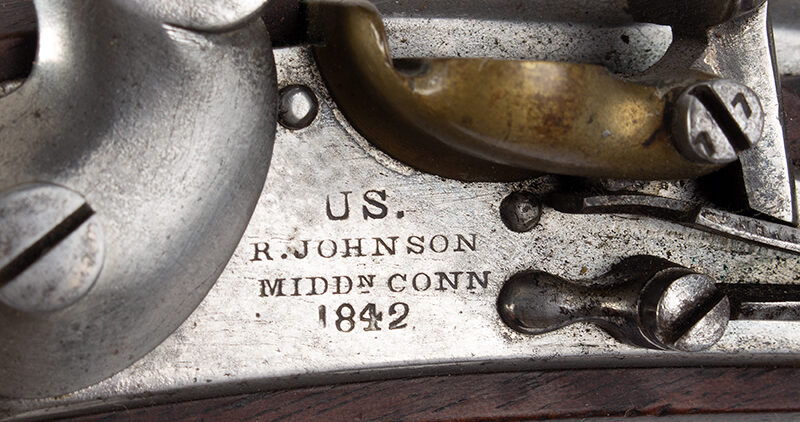 US.
R. JOHNSON
MIDDN CONN
1842